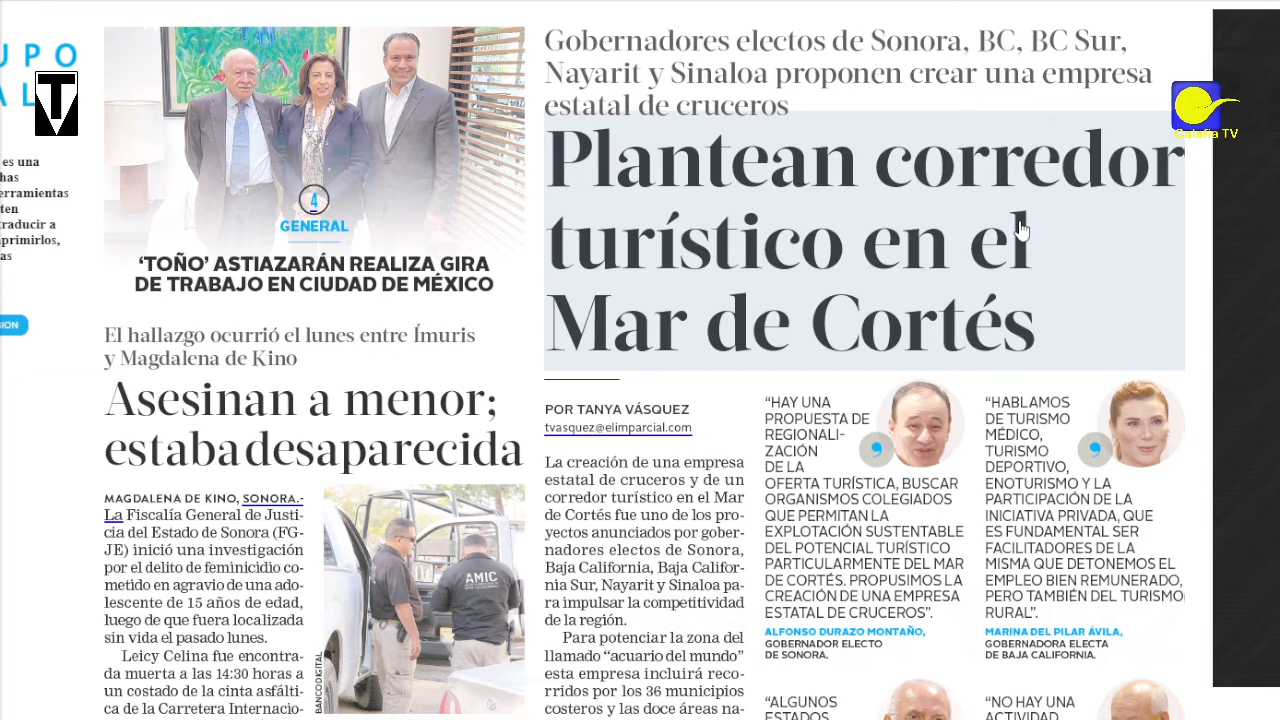 UPO
AL
T
es una
has
erramientas
ten
traducir a
primirlos,
as
SION
4
GENERAL
‘TOÑO’ ASTIAZARÁN REALIZA GIRA
DE TRABAJO EN CIUDAD DE MÉXICO
El hallazgo ocurrió el lunes entre Ímuris
y Magdalena de Kino
Asesinan a menor;
estaba desaparecida
MAGDALENA DE KINO, SONORA.-
La Fiscalía General de Justi-
cia del Estado de Sonora (FG-
JE) inició una investigación
por el delito de feminicidio co-
metido en agravio de una ado-
lescente de 15 años de edad,
luego de que fuera localizada
sin vida el pasado lunes.
Leicy Celina fue encontra-
da muerta a las 14:30 horas a
un costado de la cinta asfálti-
ca de la Carretera Internacio-
AMIC
BANCO DIGITAL
Gobernadores electos de Sonora, BC, BC Sur,
Nayarit y Sinaloa proponen crear una empresa
estatal de cruceros
Plantean corredor
turístico en el
Mar de Cortés
POR TANYA VÁSQUEZ
tvasquez@elimparcial.com
La creación de una empresa
estatal de cruceros y de un
corredor turístico en el Mar
de Cortés fue uno de los pro-
yectos anunciados por gober-
nadores electos de Sonora,
Baja California, Baja Califor-
nia Sur, Nayarit y Sinaloa pa-
ra impulsar la competitividad
de la región.
Para potenciar la zona del
llamado “acuario del mundo”
esta empresa incluirá reco-
rridos por los 36 municipios
costeros y las doce áreas na-
“HAY UNA
PROPUESTA DE
REGIONALI-
ZACIÓN
DE LA
OFERTA TURÍSTICA, BUSCAR
ORGANISMOS COLEGIADOS
QUE PERMITAN LA
EXPLOTACIÓN SUSTENTABLE
DEL POTENCIAL TURÍSTICO
PARTICULARMENTE DEL MAR
DE CORTÉS. PROPUSIMOS LA
CREACIÓN DE UNA EMPRESA
ESTATAL DE CRUCEROS”.
ALFONSO DURAZO MONTAÑO,
GOBERNADOR ELECTO
DE SONORA.
“ALGUNOS
ESTADOS
“HABLAMOS
DE TURISMO
MÉDICO,
TURISMO
DEPORTIVO,
ENOTURISMO Y LA
PARTICIPACIÓN DE LA
INICIATIVA PRIVADA, QUE
ES FUNDAMENTAL SER
FACILITADORES DE LA
MISMA QUE DETONEMOS EL
EMPLEO BIEN REMUNERADO,
PERO TAMBIÉN DEL TURISMO
RURAL”.
MARINA DEL PILAR ÁVILA,
GOBERNADORA ELECTA
DE BAJA CALIFORNIA.
“NO HAY UNA
ACTIVIDAD
Calafia TV